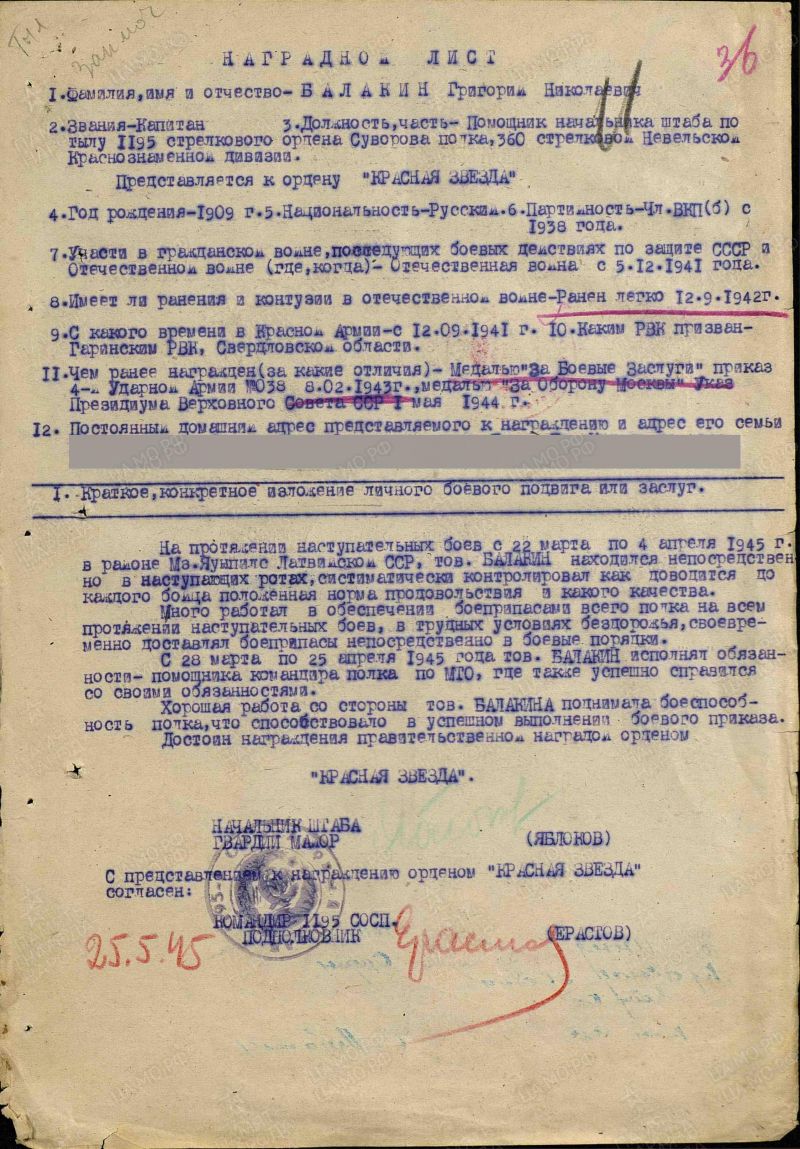 Тыл
36
Н А Г Р А Д Н О Й Л И С Т
1.Фамилия,имя и отчество- Б А Л А К И Н Григорий Николаевич
2.Звания-Капитан 3.Должность,часть- Помощник начальника штаба по
тылу 1195 стрелкового ордена Суворова полка,360 стрелковой Невельской
Краснознаменной дивизии.
Представляется к ордену "КРАСНАЯ ЗВЕЗДА"
4.Год рождения-1909 г.5.Национальность-Русский.6.Партийность-Чл.ВКП(б) с
1938 года.
7.Участи в гражданской войне,последующих боевых действиях по защите СССР и
Отечественной войне (где,когда)- Отечественная война с 5.12.1941 года.
8.Имеет ли ранения и контузии в отечественной войне-Ранен легко 12.9.1942г.
9.С какого времени в Красной Армии-с 12.09.1941 г. 10.Каким РВК призван-
Гаринским РВК, Свердловской области.
11.Чем ранее награжден(за какие отличия)- Медалью"За Боевые Заслуги" приказ
4-й Ударной Армии №038 8.02.1943г.,медалью "За Оборону Москвы" Указ
Президиума Верховного Совета ССР 1 мая 1944 г.
12. Постоянный домашний адрес представляемого к награждению и адрес его семьи
1. Краткое,конкретное изложение личного боевого подвига или заслуг.
На протяжении наступательных боев с 22 марта по 4 апреля 1945 г.
в районе Мз.Яунпилс Латвийской ССР, тов. БАЛАКИН находился непосредствен
но в наступающих ротах,систиматически контролировал как доводится до
каждого бойца положенная норма продовольствия и какого качества.
Много работал в обеспечении боеприпасами всего полка на всем
протяжении наступательных боев, в трудных условиях бездорожья,своевре-
менно доставлял боеприпасы непосредственно в боевые порядки.
С 28 марта по 25 апреля 1945 года тов. БАЛАКИН исполнял обязан-
ности- помощника командира полка по МТО, где также успешно справился
со своими обязанностями.
Хорошая работа со стороны тов. БАЛАКИНА поднимала боеспособ-
ность полка,что способствовало в успешном выполнении боевого приказа.
Достоин награждения правительственной наградой орденом
"КРАСНАЯ ЗВЕЗДА".
НАЧАЛЬНИК ШТАБА
ГВАРДИИ МАЙОР (ЯБЛОКОВ)
С представлением к награждению орденом "КРАСНАЯ ЗВЕЗДА"
согласен:
КОМАНДИР 1195 СОСП.
ПОДПОЛКОВНИК Ерастов (ЕРАСТОВ)
25.5.45